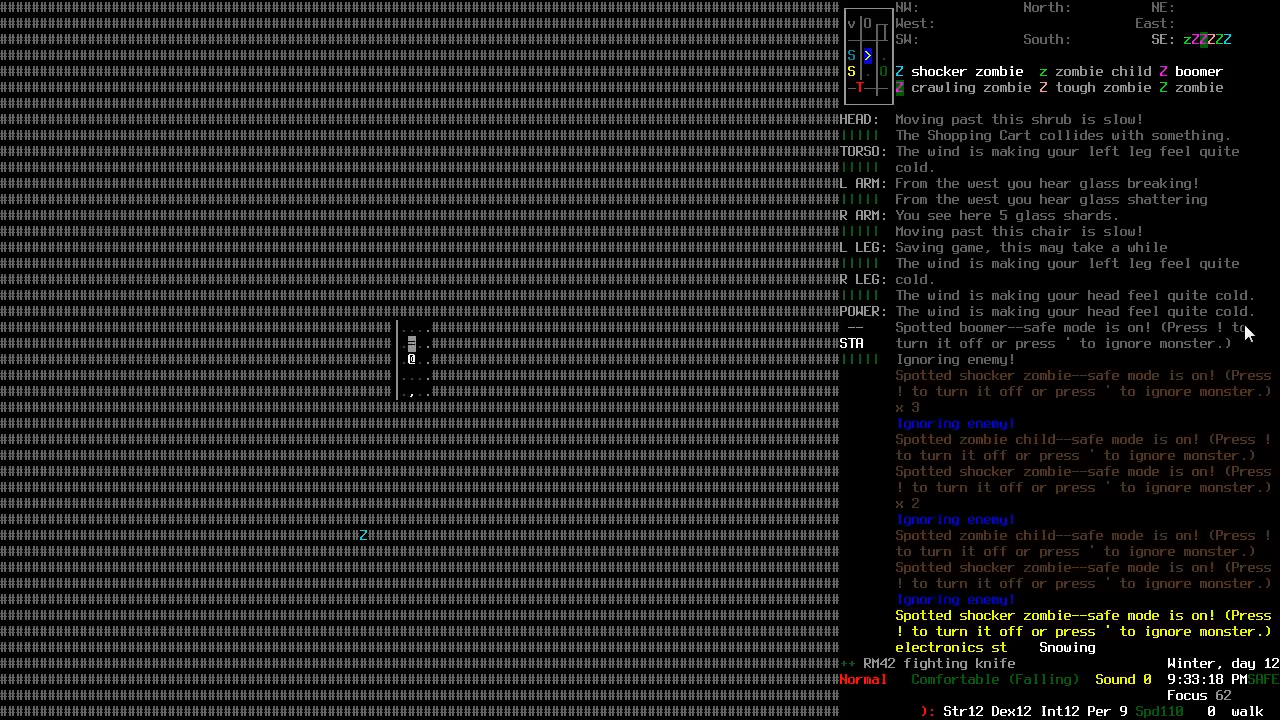 NW: North: NE:
West: East:
SW: South: SE: zZZZZZ
Z shocker zombie z zombie child Z boomer
Z crawling zombie Z tough zombie Z zombie
HEAD: Moving past this shrub is slow!
||||| The Shopping Cart collides with something.
TORSO: The wind is making your left leg feel quite
||||| cold.
L ARM: From the west you hear glass breaking!
||||| From the west you hear glass shattering
R ARM: You see here 5 glass shards.
||||| Moving past this chair is slow!
L LEG: Saving game, this may take a while
||||| The wind is making your left leg feel quite
R LEG: cold.
||||| The wind is making your head feel quite cold.
POWER: The wind is making your head feel quite cold.
-- Spotted boomer--safe mode is on! (Press ! to
STA turn it off or press ' to ignore monster.)
||||| Ignoring enemy!
Spotted shocker zombie--safe mode is on! (Press
! to turn it off or press ' to ignore monster.)
x 3
Ignoring enemy!
Spotted zombie child--safe mode is on! (Press !
to turn it off or press ' to ignore monster.)
Spotted shocker zombie--safe mode is on! (Press
! to turn it off or press ' to ignore monster.)
x 2
Ignoring enemy!
Spotted zombie child--safe mode is on! (Press !
to turn it off or press ' to ignore monster.)
Spotted shocker zombie--safe mode is on! (Press
! to turn it off or press ' to ignore monster.)
Ignoring enemy!
Spotted shocker zombie--safe mode is on! (Press
! to turn it off or press ' to ignore monster.)
electronics st Snowing
++ RM42 fighting knife Winter, day 12
Normal Comfortable (Falling) Sound 0 9:33:18 PM SAFE
Focus 62
): Str12 Dex12 Int12 Per 9 Spd110 0 walk